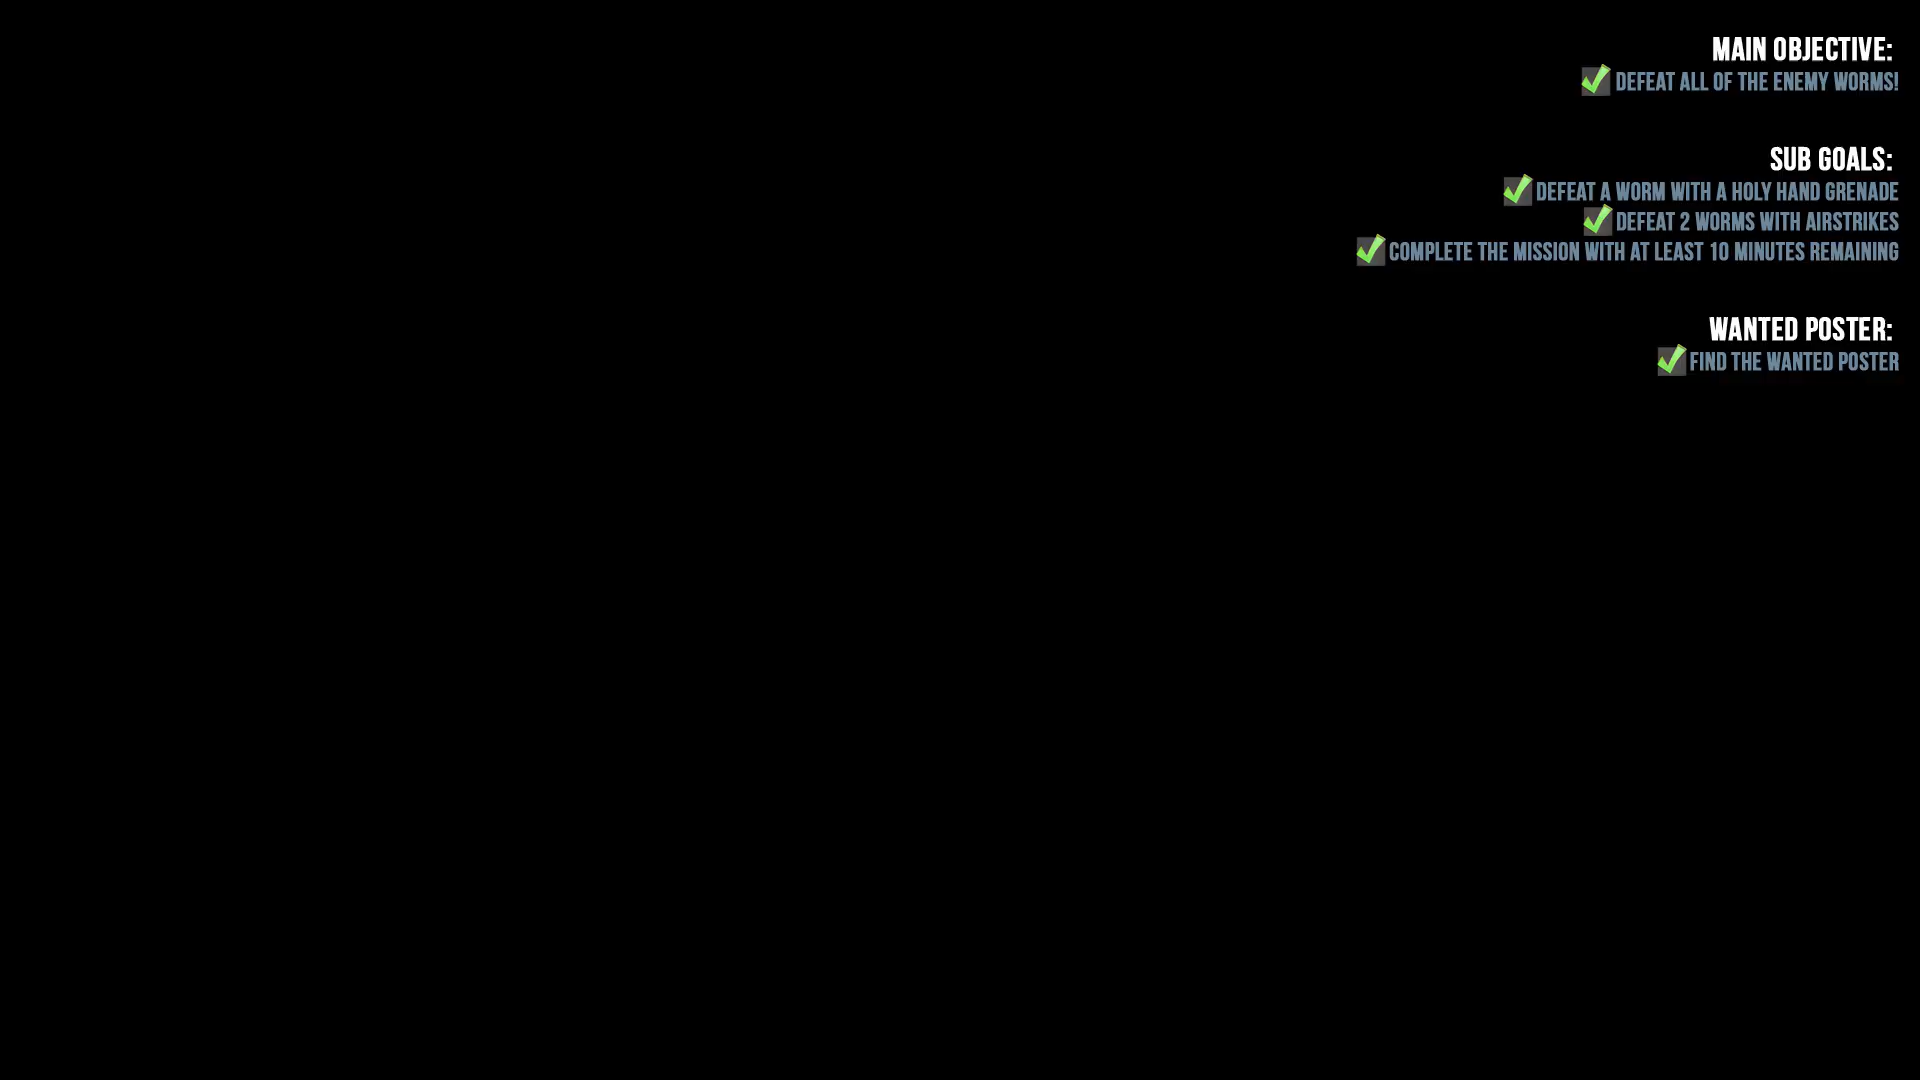 MAIN OBJECTIVE:
DEFEAT ALL OF THE ENEMY WORMS!
SUB GOALS:
DEFEAT A WORM WITH A HOLY HAND GRENADE
DEFEAT 2 WORMS WITH AIRSTRIKES
COMPLETE THE MISSION WITH AT LEAST 10 MINUTES REMAINING
WANTED POSTER:
FIND THE WANTED POSTER